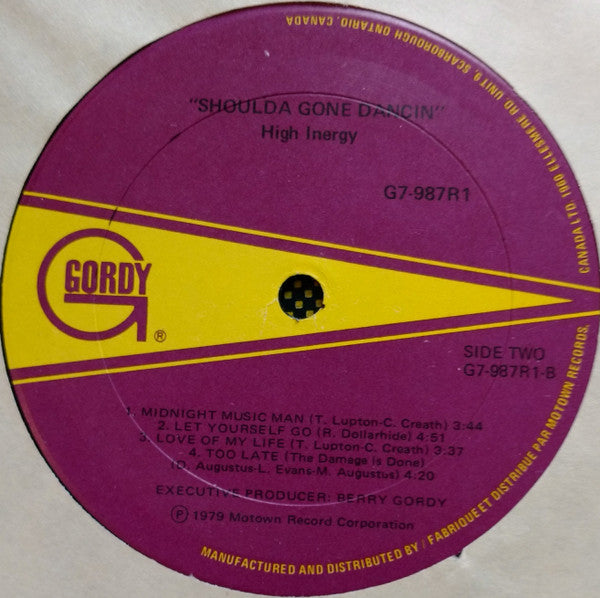 "SHOULDA GONE DANCIN"
High Inergy
G7-987R1
GORDY
®
SIDE TWO
G7-987R1-B
1. MIDNIGHT MUSIC MAN (T. Lupton-C. Creath) 3:44
2. LET YOURSELF GO (R. Dellarhide) 4:51
3. LOVE OF MY LIFE (T. Lupton-C. Creath) 3:37
4. TOO LATE (The Damage is Done)
(D. Augustus-L. Evans-M. Augustus) 4:20
EXECUTIVE PRODUCER: BERRY GORDY
Ⓟ 1979 Motown Record Corporation
MANUFACTURED AND DISTRIBUTED BY / FABRIQUE ET DISTRIBUE PAR MOTOWN RECORDS, CANADA LTD. 1960 ELLESMERE RD UNIT 9, SCARBOROUGH ONTARIO, CANADA